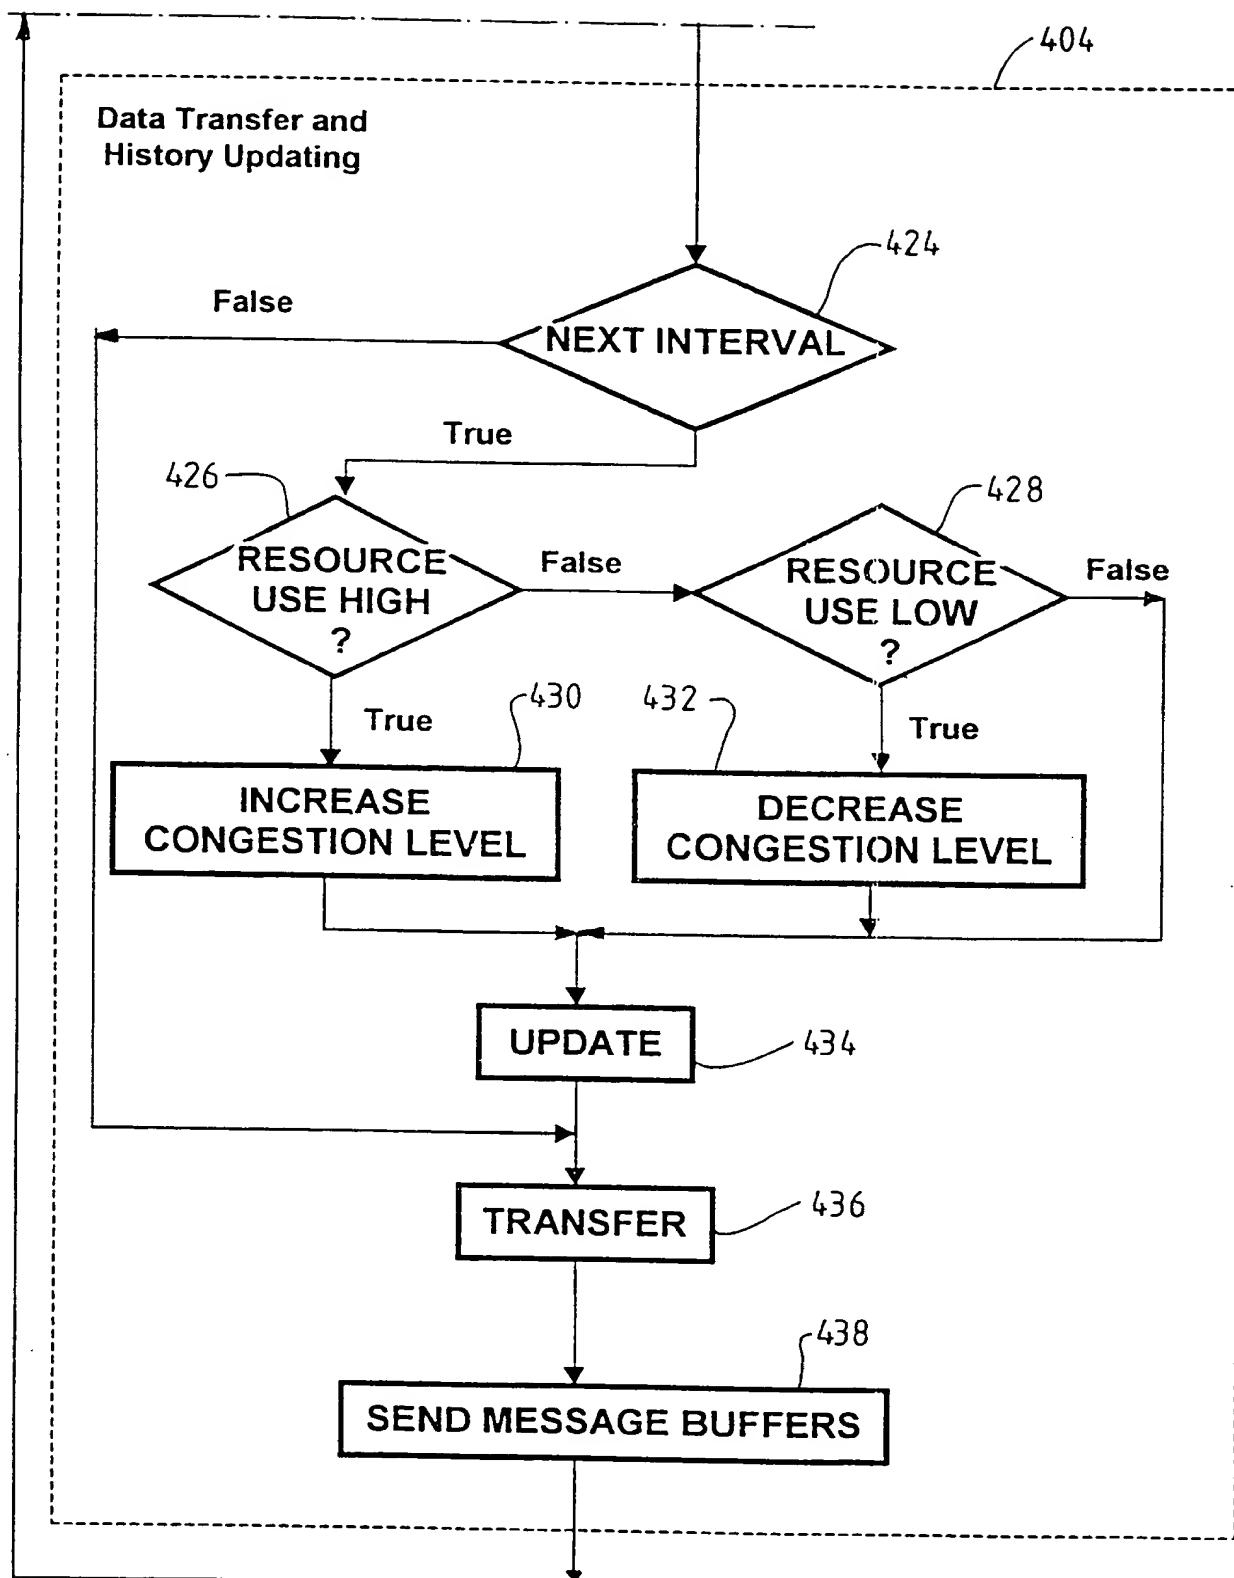 404
Data Transfer and
History Updating
424
False
NEXT INTERVAL
True
426
428
RESOURCE
USE HIGH
?
False
RESOURCE
USE LOW
?
False
True
430
432
True
INCREASE
CONGESTION LEVEL
DECREASE
CONGESTION LEVEL
UPDATE
434
TRANSFER
436
438
SEND MESSAGE BUFFERS